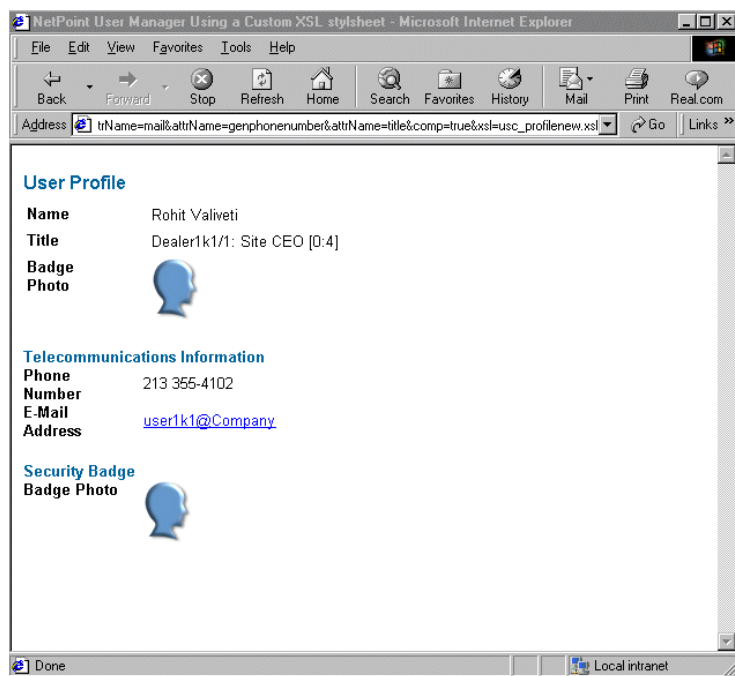 NetPoint User Manager Using a Custom XSL stylsheet - Microsoft Internet Explorer
File Edit View Favorites Tools Help
Back Forward Stop Refresh Home Search Favorites History Mail Print Real.com
Address trName=mail&attrName=genphonenumber&attrName=title&comp=true&xsl=usc_profilenew.xsl Go Links »
User Profile
Name Rohit Valiveti
Title Dealer1k1/1: Site CEO [0:4]
Badge
Photo
Telecommunications Information
Phone
Number 213 355-4102
E-Mail
Address user1k1@Company
Security Badge
Badge Photo
Done Local intranet